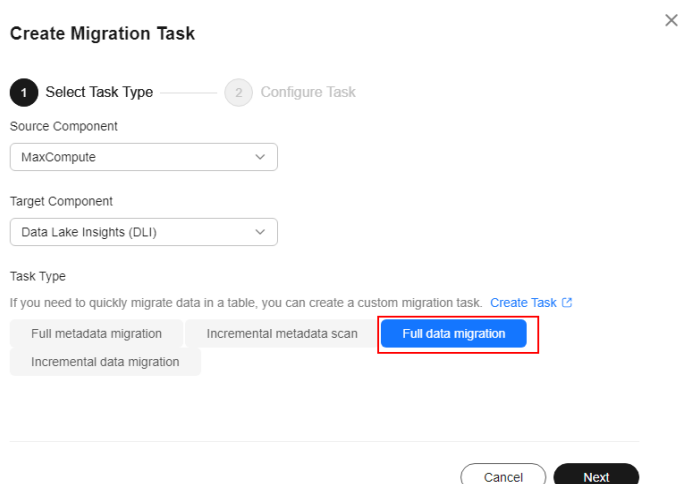 Create Migration Task
1 Select Task Type 2 Configure Task
Source Component
MaxCompute
Target Component
Data Lake Insights (DLI)
Task Type
If you need to quickly migrate data in a table, you can create a custom migration task. Create Task
Full metadata migration Incremental metadata scan Full data migration
Incremental data migration
Cancel Next